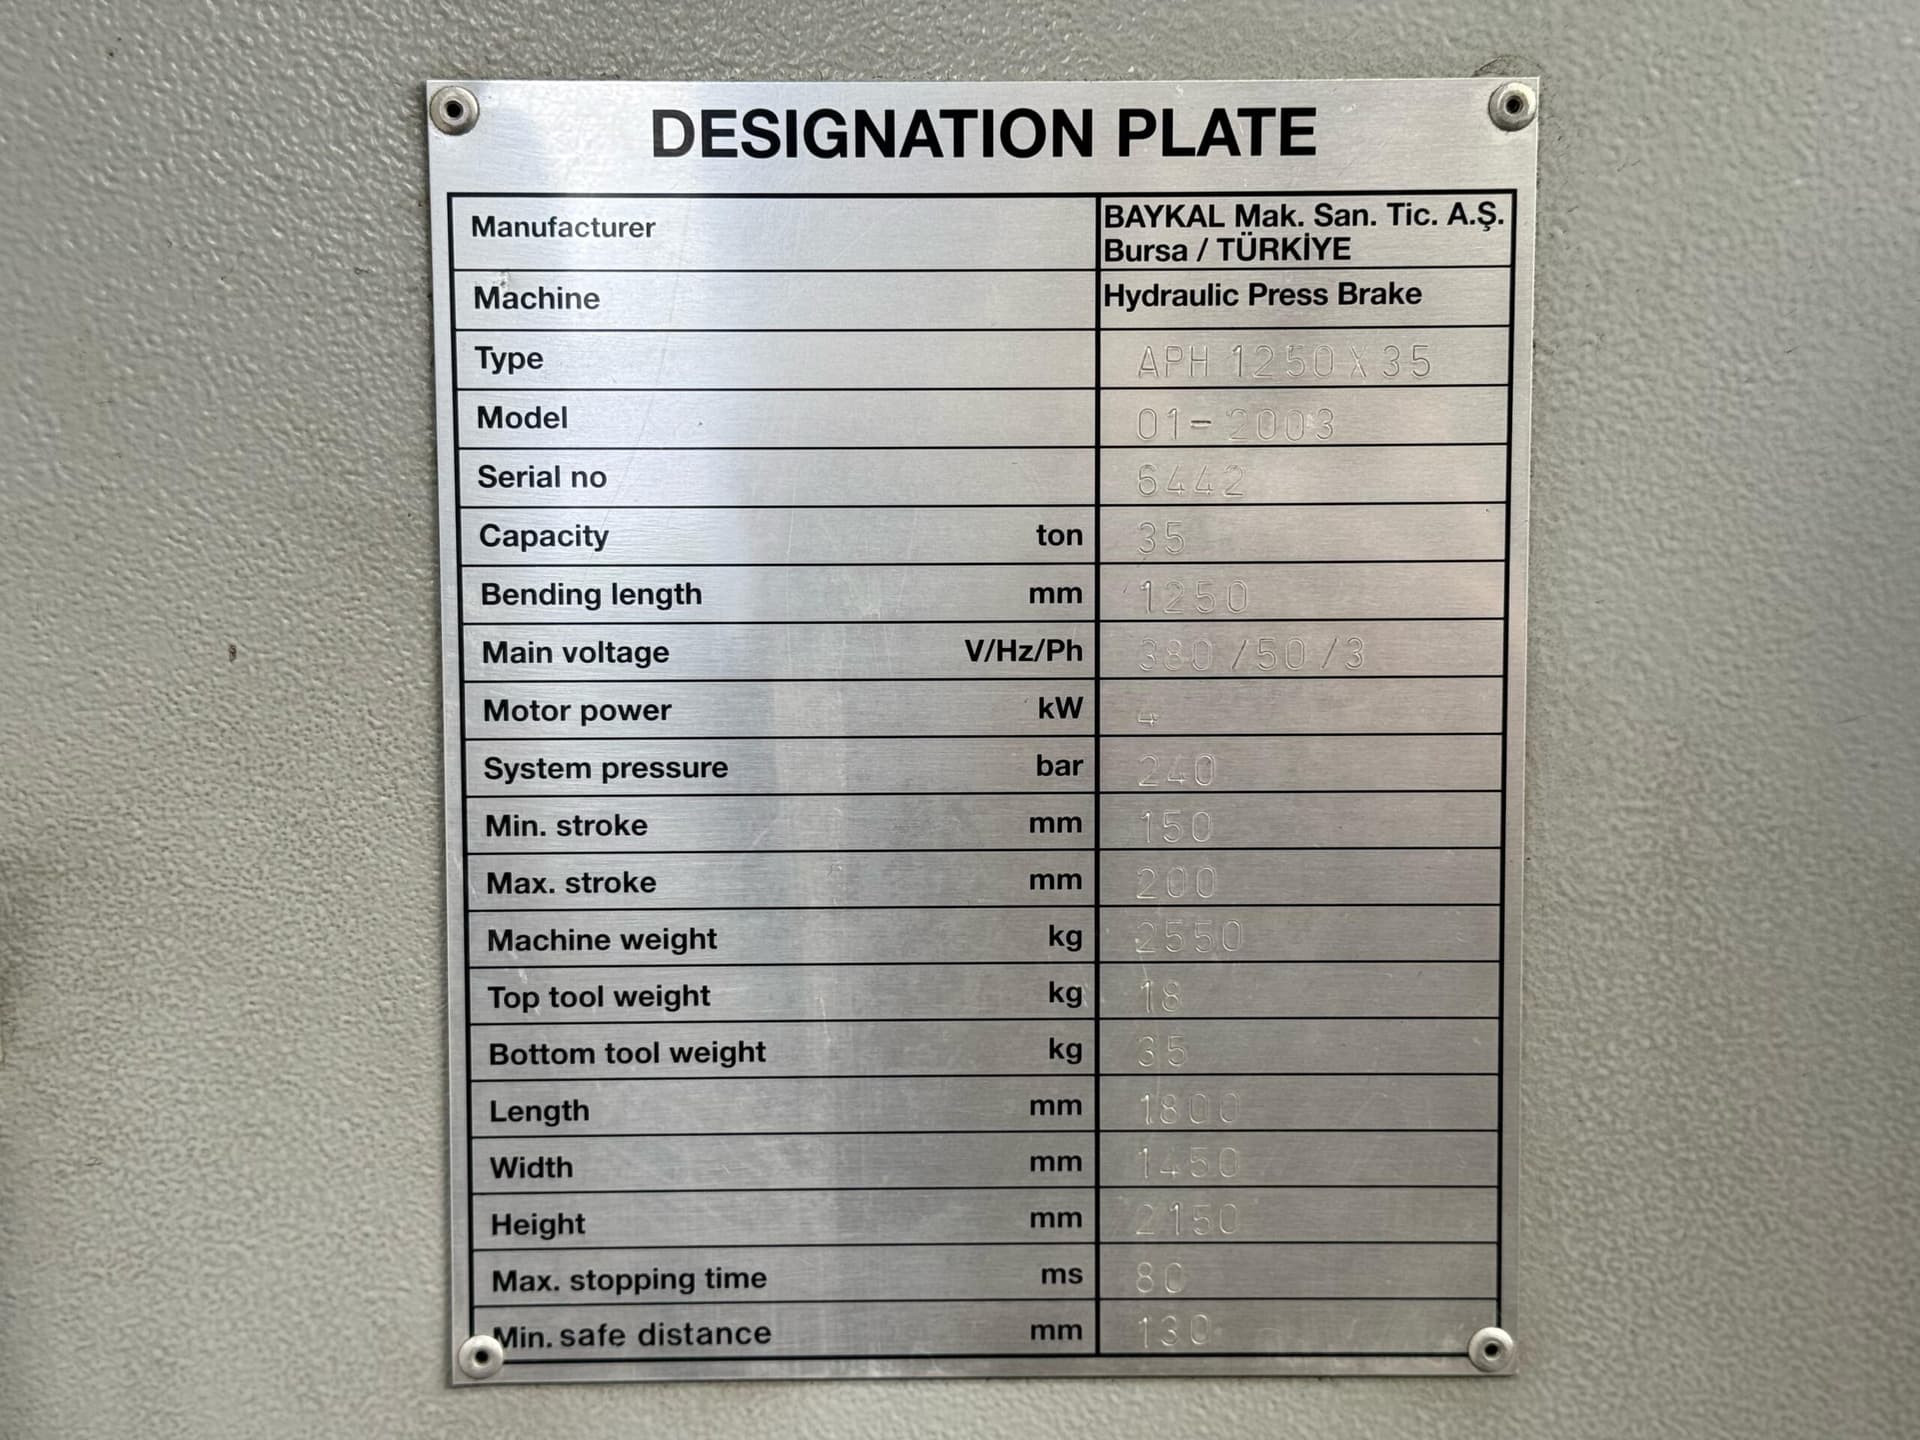 DESIGNATION PLATE
Manufacturer BAYKAL Mak. San. Tic. A.Ş.
Bursa / TÜRKİYE
Machine Hydraulic Press Brake
Type APH 1250 X 35
Model 01-2003
Serial no 6442
Capacity ton 35
Bending length mm 1250
Main voltage V/Hz/Ph 380/50/3
Motor power kW 4
System pressure bar 240
Min. stroke mm 150
Max. stroke mm 200
Machine weight kg 2550
Top tool weight kg 18
Bottom tool weight kg 35
Length mm 1800
Width mm 1450
Height mm 2150
Max. stopping time ms 80
Min. safe distance mm 130